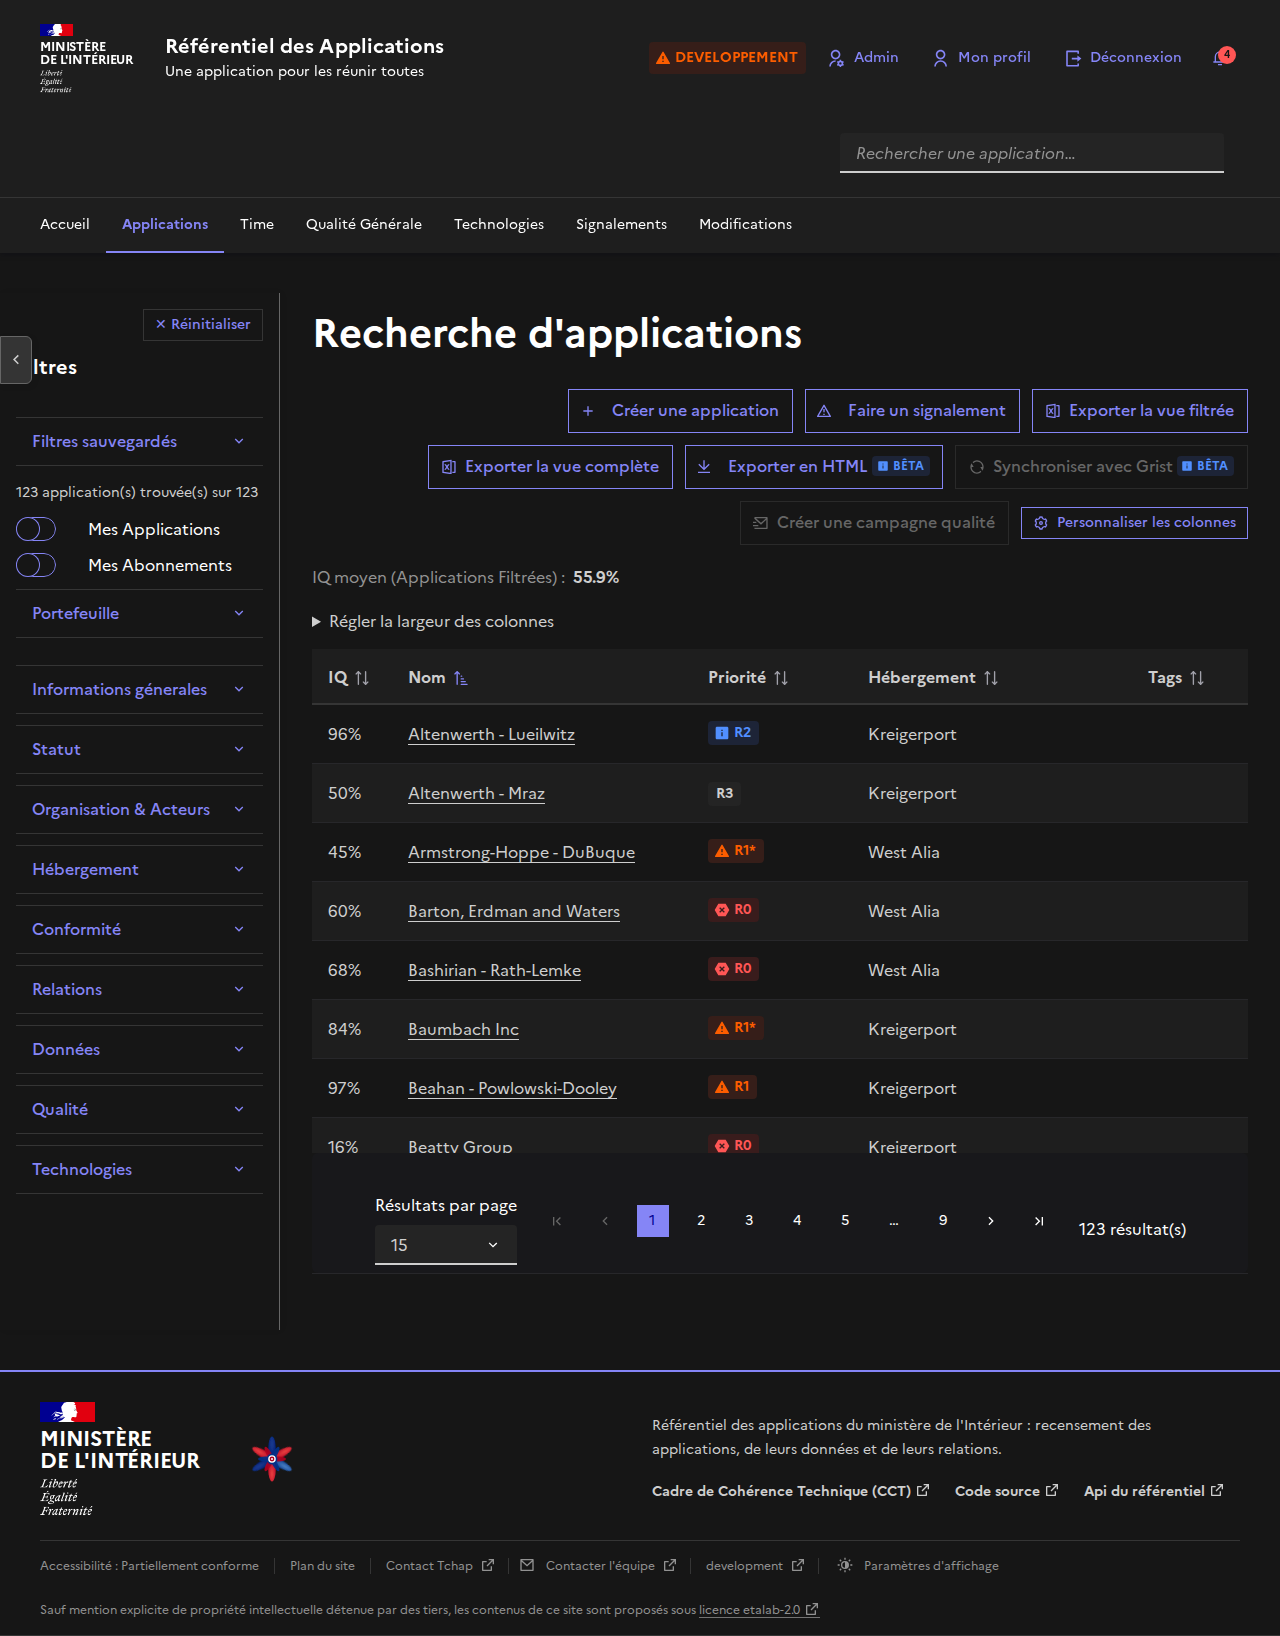 MINISTÈRE
DE L'INTÉRIEUR
Liberté
Égalité
Fraternité
Référentiel des Applications
Une application pour les réunir toutes
DEVELOPPEMENT
Admin
Mon profil
Déconnexion
4
Rechercher une application…
Accueil
Applications
Time
Qualité Générale
Technologies
Signalements
Modifications
Réinitialiser
ltres
Filtres sauvegardés
123 application(s) trouvée(s) sur 123
Mes Applications
Mes Abonnements
Portefeuille
Informations génerales
Statut
Organisation & Acteurs
Hébergement
Conformité
Relations
Données
Qualité
Technologies
Recherche d'applications
Créer une application
Faire un signalement
Exporter la vue filtrée
Exporter la vue complète
Exporter en HTML BÊTA
Synchroniser avec Grist BÊTA
Créer une campagne qualité
Personnaliser les colonnes
IQ moyen (Applications Filtrées) : 55.9%
Régler la largeur des colonnes
IQ Nom Priorité Hébergement Tags
96% Altenwerth - Lueilwitz R2 Kreigerport
50% Altenwerth - Mraz R3 Kreigerport
45% Armstrong-Hoppe - DuBuque R1* West Alia
60% Barton, Erdman and Waters R0 West Alia
68% Bashirian - Rath-Lemke R0 West Alia
84% Baumbach Inc R1* Kreigerport
97% Beahan - Powlowski-Dooley R1 Kreigerport
16% Beatty Group R0 Kreigerport
Résultats par page
15
1 2 3 4 5 … 9
123 résultat(s)
MINISTÈRE
DE L'INTÉRIEUR
Liberté
Égalité
Fraternité
Référentiel des applications du ministère de l'Intérieur : recensement des
applications, de leurs données et de leurs relations.
Cadre de Cohérence Technique (CCT)
Code source
Api du référentiel
Accessibilité : Partiellement conforme
Plan du site
Contact Tchap
Contacter l'équipe
development
Paramètres d'affichage
Sauf mention explicite de propriété intellectuelle détenue par des tiers, les contenus de ce site sont proposés sous licence etalab-2.0